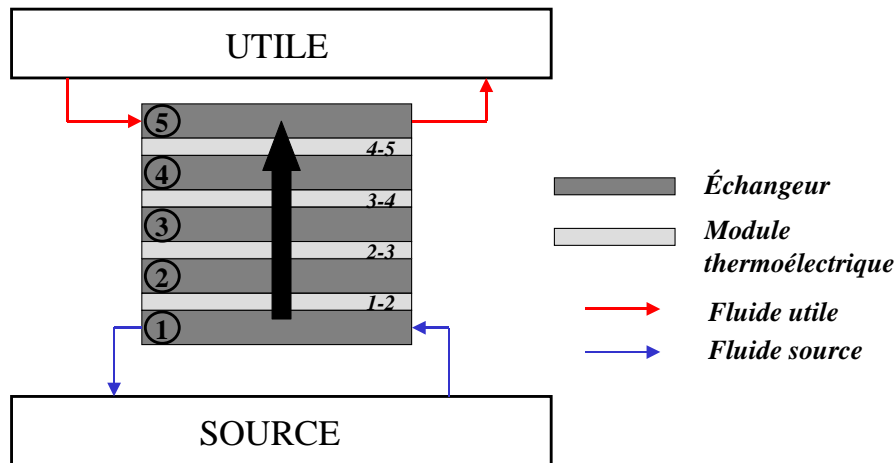 UTILE
5
4-5
4
3-4
3
2-3
2
1-2
1
SOURCE
Échangeur
Module
thermoélectrique
Fluide utile
Fluide source